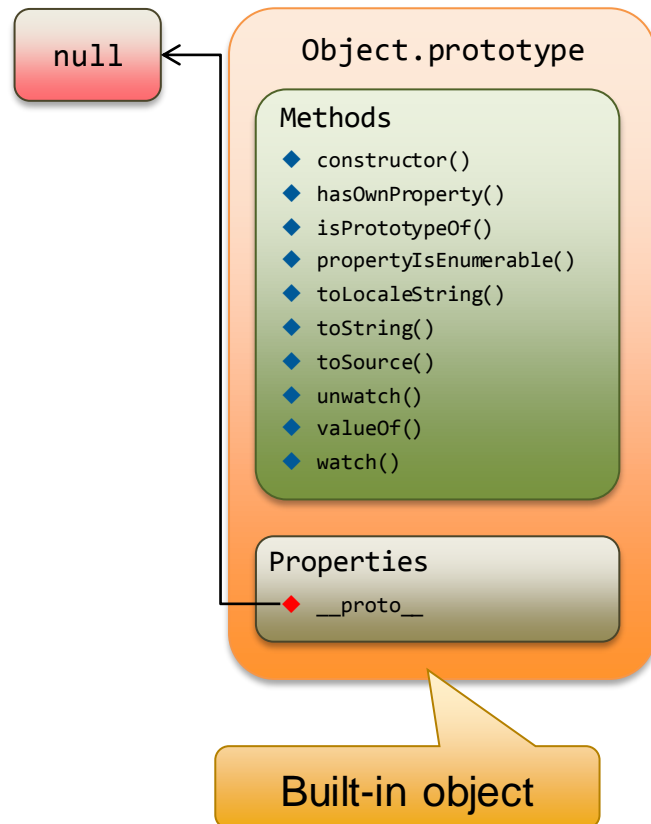 null
Object.prototype
Methods
constructor()
hasOwnProperty()
isPrototypeOf()
propertyIsEnumerable()
toLocaleString()
toString()
toSource()
unwatch()
valueOf()
watch()
Properties
__proto__
Built-in object